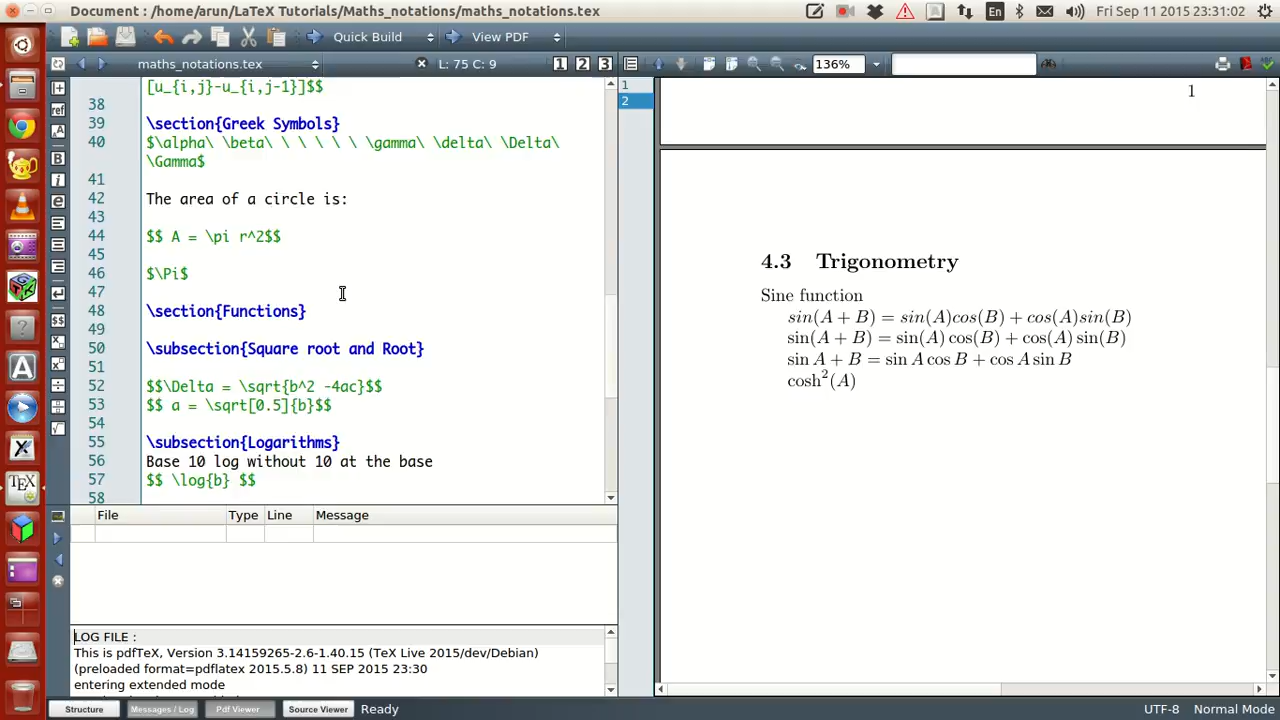 Document : /home/arun/LaTeX Tutorials/Maths_notations/maths_notations.tex
En
Fri Sep 11 2015 23:31:02
Quick Build
View PDF
maths_notations.tex
L: 75 C: 9
1 2 3
136%
[u_{i,j}-u_{i,j-1}]$$
38
39 \section{Greek Symbols}
40 $\alpha\ \beta\ \ \ \ \ \ \gamma\ \delta\ \Delta\
\Gamma$
41
42 The area of a circle is:
43
44 $$ A = \pi r^2$$
45
46 $\Pi$
47
48 \section{Functions}
49
50 \subsection{Square root and Root}
51
52 $$\Delta = \sqrt{b^2 -4ac}$$
53 $$ a = \sqrt[0.5]{b}$$
54
55 \subsection{Logarithms}
56 Base 10 log without 10 at the base
57 $$ \log{b} $$
58
1
2
1
4.3 Trigonometry
Sine function
sin(A + B) = sin(A)cos(B) + cos(A)sin(B)
sin(A + B) = sin(A) cos(B) + cos(A) sin(B)
sin A + B = sin A cos B + cos A sin B
cosh²(A)
File Type Line Message
LOG FILE :
This is pdfTeX, Version 3.14159265-2.6-1.40.15 (TeX Live 2015/dev/Debian)
(preloaded format=pdflatex 2015.5.8) 11 SEP 2015 23:30
entering extended mode
Structure
Messages / Log
Pdf Viewer
Source Viewer
Ready
UTF-8
Normal Mode